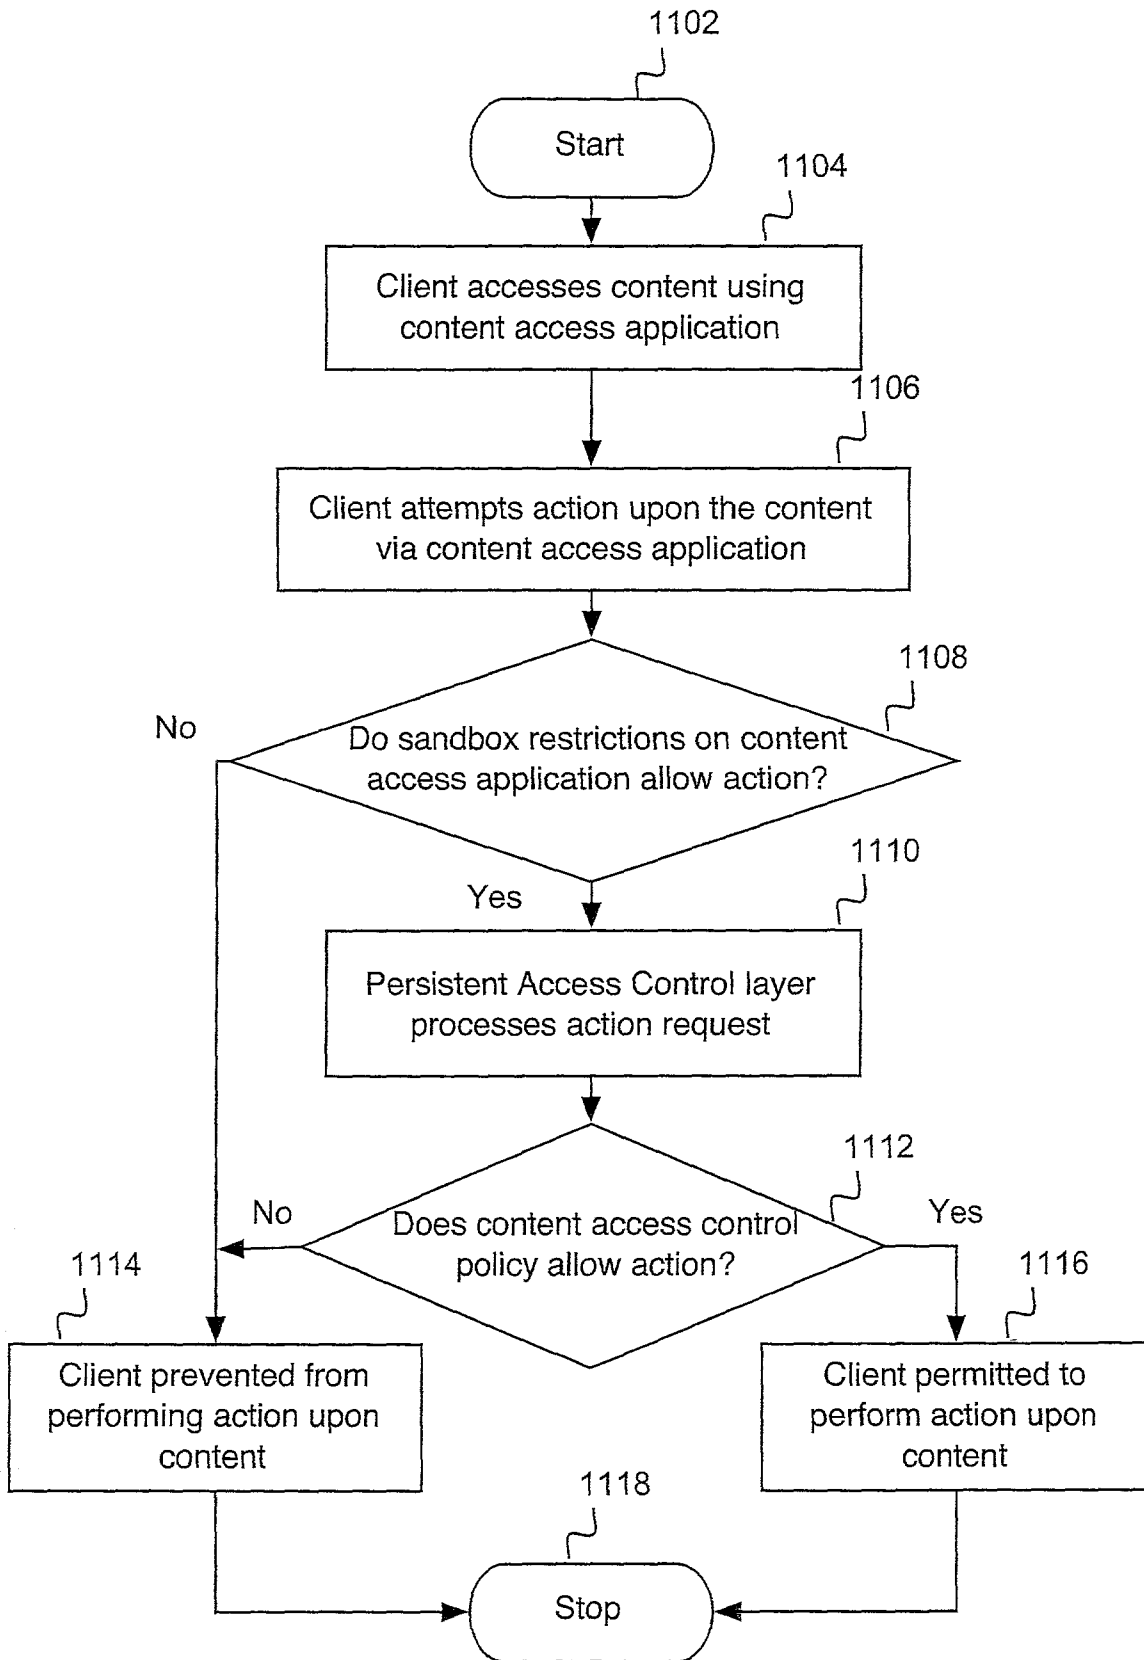 1102
Start
1104
Client accesses content using
content access application
1106
Client attempts action upon the content
via content access application
1108
No
Do sandbox restrictions on content
access application allow action?
1110
Yes
Persistent Access Control layer
processes action request
1112
No
Yes
Does content access control
policy allow action?
1114
1116
Client prevented from
performing action upon
content
Client permitted to
perform action upon
content
1118
Stop